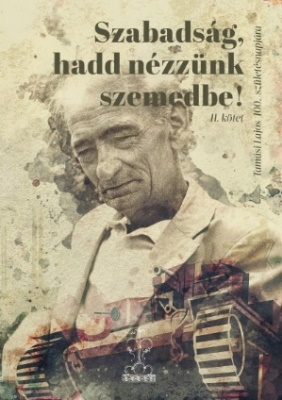 Szabadság,
hadd nézzünk
szemedbe!
II. kötet
Tamási Lajos 100. születésnapjára